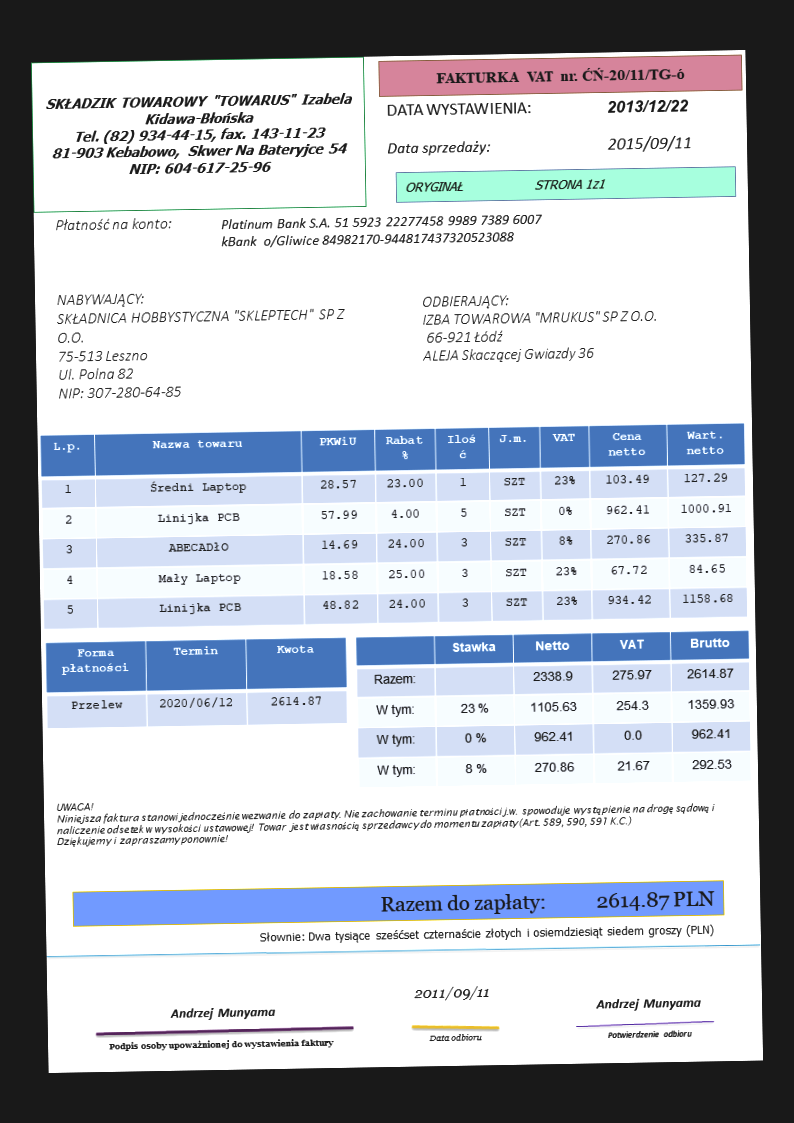 SKŁADZIK TOWAROWY "TOWARUS" Izabela
Kidawa-Błońska
Tel. (82) 934-44-15, fax. 143-11-23
81-903 Kebabowo, Skwer Na Bateryjce 54
NIP: 604-617-25-96
FAKTURKA VAT nr. ĆŃ-20/11/TG-ó
DATA WYSTAWIENIA: 2013/12/22
Data sprzedaży: 2015/09/11
ORYGINAŁ STRONA 1z1
Płatność na konto: Platinum Bank S.A. 51 5923 22277458 9989 7389 6007
kBank o/Gliwice 84982170-944817437320523088
NABYWAJĄCY:
SKŁADNICA HOBBYSTYCZNA "SKLEPTECH" SP Z
O.O.
75-513 Leszno
Ul. Polna 82
NIP: 307-280-64-85
ODBIERAJĄCY:
IZBA TOWAROWA "MRUKUS" SP Z O.O.
66-921 Łódź
ALEJA Skaczącej Gwiazdy 36
L.p. Nazwa towaru PKWiU Rabat % Ilość J.m. VAT Cena netto Wart. netto
1 Średni Laptop 28.57 23.00 1 SZT 23% 103.49 127.29
2 Linijka PCB 57.99 4.00 5 SZT 0% 962.41 1000.91
3 ABECADŁO 14.69 24.00 3 SZT 8% 270.86 335.87
4 Mały Laptop 18.58 25.00 3 SZT 23% 67.72 84.65
5 Linijka PCB 48.82 24.00 3 SZT 23% 934.42 1158.68
Forma płatności Termin Kwota
Przelew 2020/06/12 2614.87
Stawka Netto VAT Brutto
Razem: 2338.9 275.97 2614.87
W tym: 23 % 1105.63 254.3 1359.93
W tym: 0 % 962.41 0.0 962.41
W tym: 8 % 270.86 21.67 292.53
UWAGA!
Niniejsza faktura stanowi jednocześnie wezwanie do zapłaty. Nie zachowanie terminu płatności j.w. spowoduje wystąpienie na drogę sądową i
naliczenie odsetek w wysokości ustawowej! Towar jest własnością sprzedawcy do momentu zapłaty (Art. 589, 590, 591 K.C.)
Dziękujemy i zapraszamy ponownie!
Razem do zapłaty: 2614.87 PLN
Słownie: Dwa tysiące sześćset czternaście złotych i osiemdziesiąt siedem groszy (PLN)
Andrzej Munyama
Podpis osoby upoważnionej do wystawienia faktury
2011/09/11
Data odbioru
Andrzej Munyama
Potwierdzenie odbioru